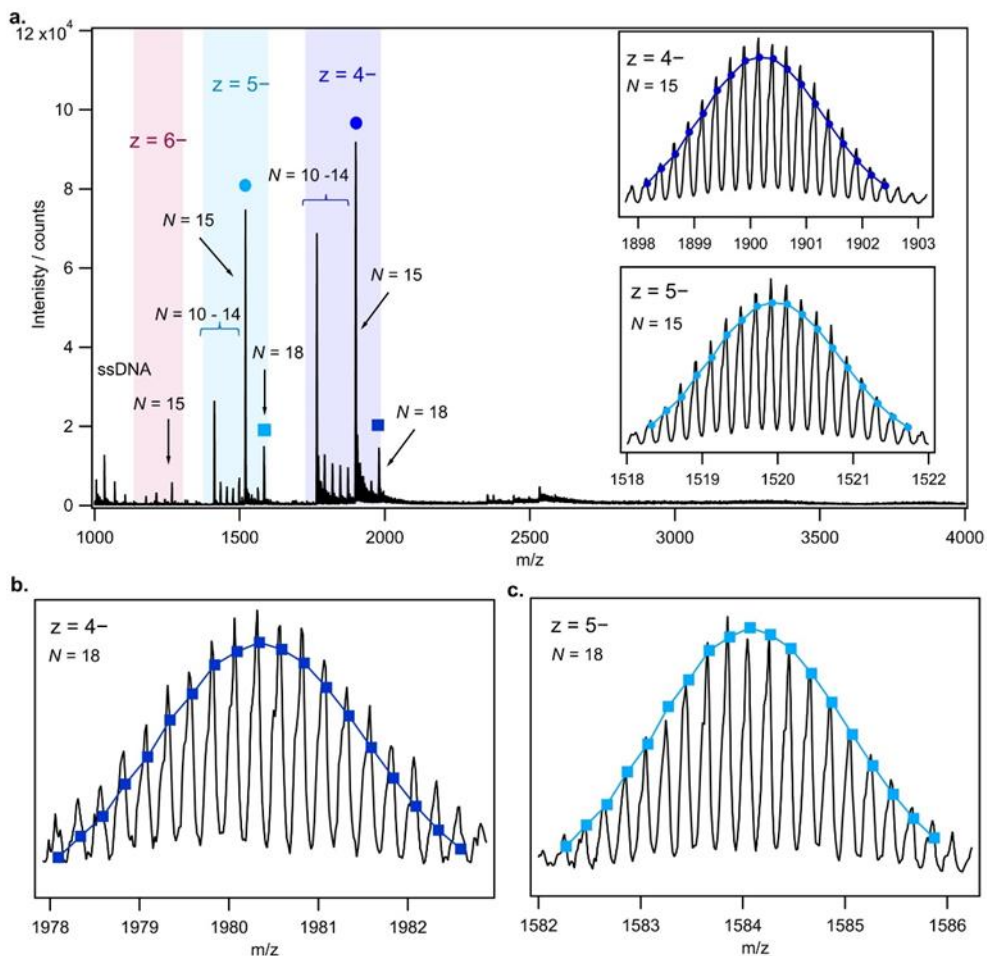 a.
12 x10⁴
10
8
6
4
2
0
Intenisty / counts
z = 6−
z = 5−
z = 4−
N = 15
N = 10 -14
N = 15
N = 10 - 14
N = 18
ssDNA
N = 15
N = 18
1000 1500 2000 2500 3000 3500 4000
m/z
z = 4−
N = 15
1898 1899 1900 1901 1902 1903
z = 5−
N = 15
1518 1519 1520 1521 1522
b.
z = 4−
N = 18
1978 1979 1980 1981 1982
m/z
c.
z = 5−
N = 18
1582 1583 1584 1585 1586
m/z